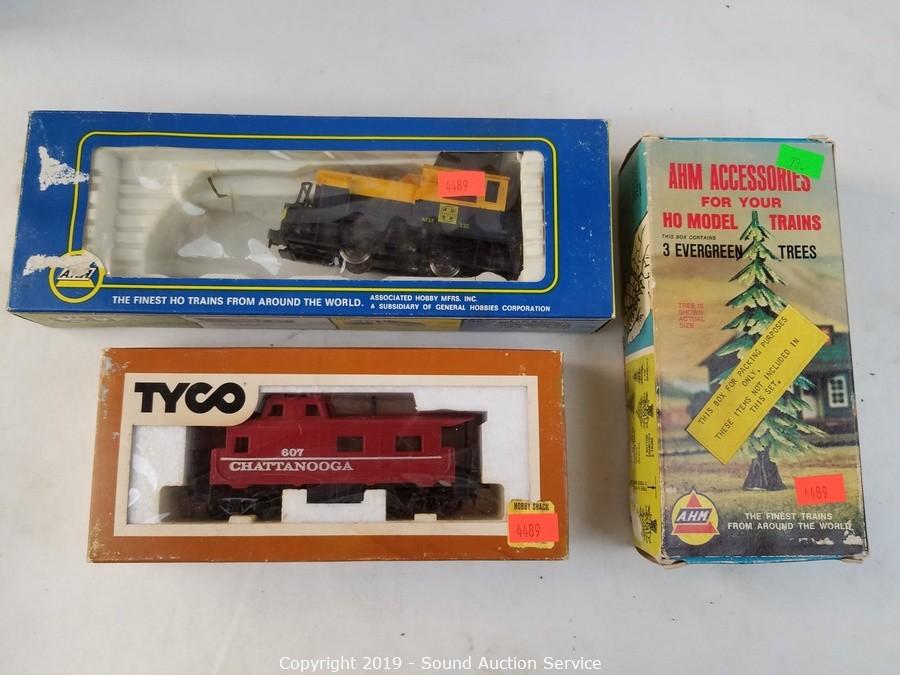 4489
AHM
THE FINEST HO TRAINS FROM AROUND THE WORLD.
ASSOCIATED HOBBY MFRS. INC.
A SUBSIDIARY OF GENERAL HOBBIES CORPORATION
TYCO
607
CHATTANOOGA
HOBBY SHACK
4489
77.
AHM ACCESSORIES
FOR YOUR
HO MODEL TRAINS
THIS BOX CONTAINS
3 EVERGREEN TREES
TREE IS
SHOWN
ACTUAL
SIZE
THIS BOX FOR PACKING PURPOSES
ONLY.
THESE ITEMS NOT INCLUDED IN
THIS SET.
4489
AHM
THE FINEST TRAINS
FROM AROUND THE WORLD
Copyright 2019 - Sound Auction Service